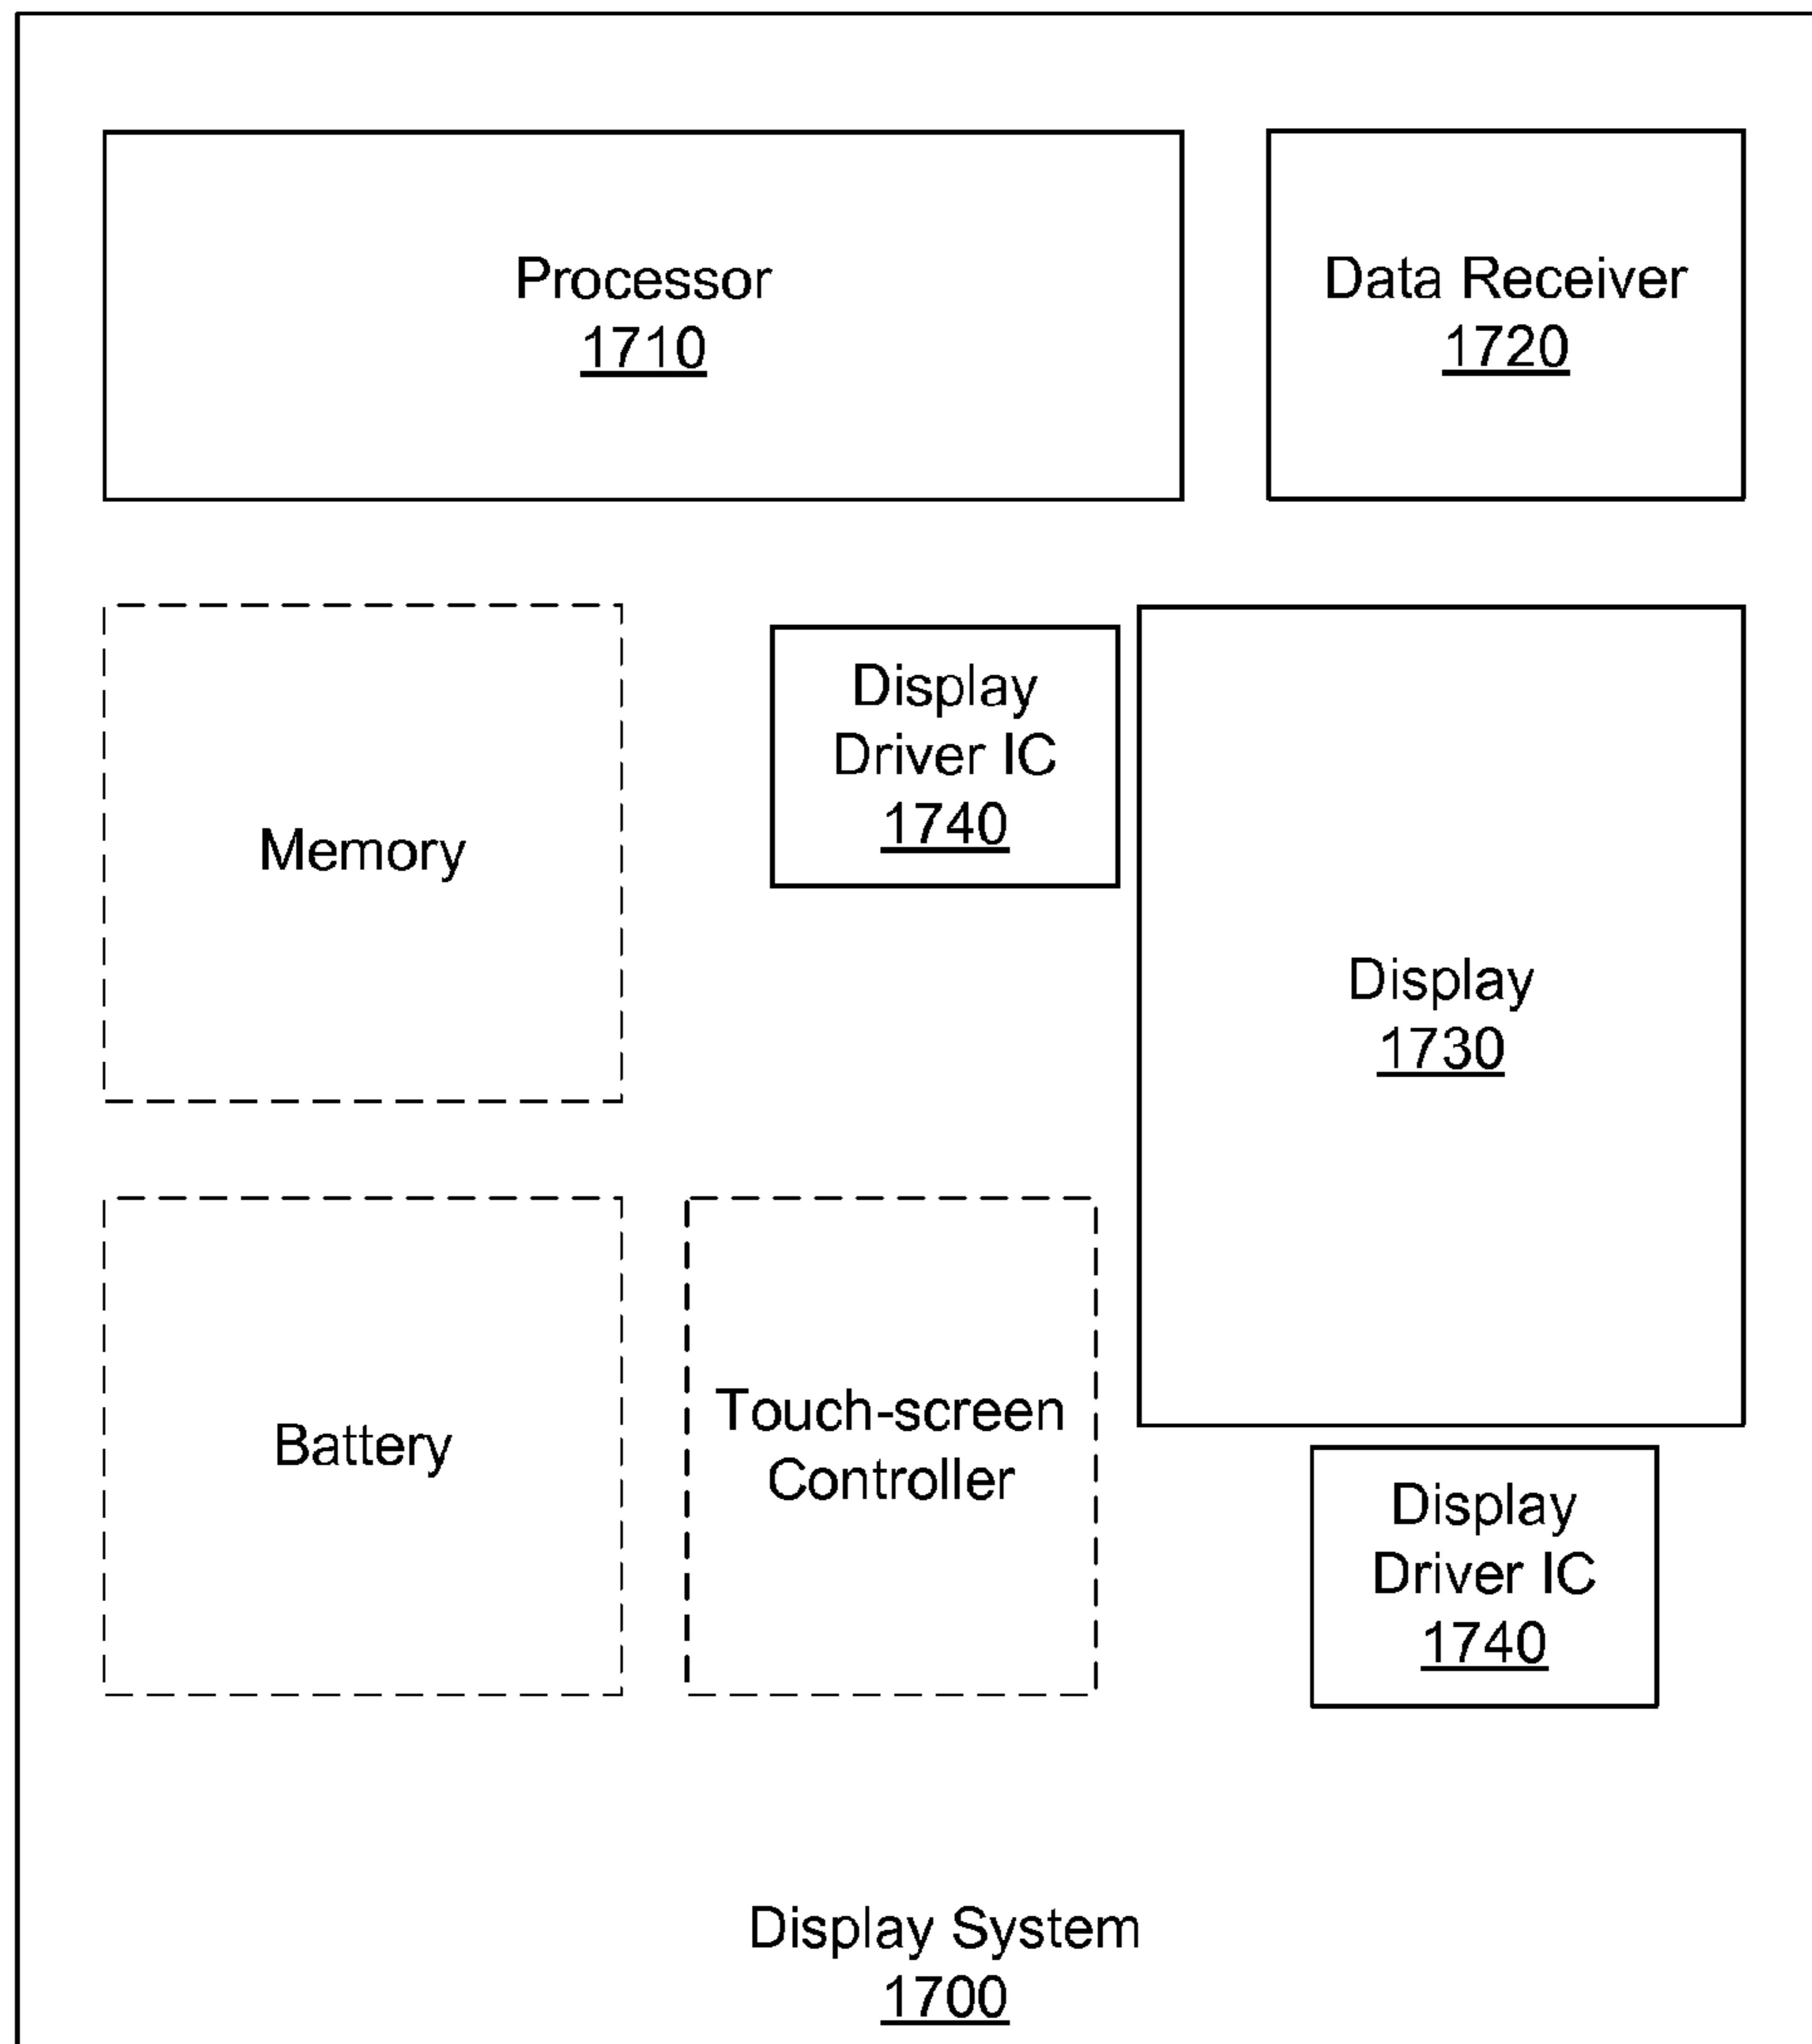 Processor
1710
Data Receiver
1720
Memory
Display
Driver IC
1740
Display
1730
Battery
Touch-screen
Controller
Display
Driver IC
1740
Display System
1700